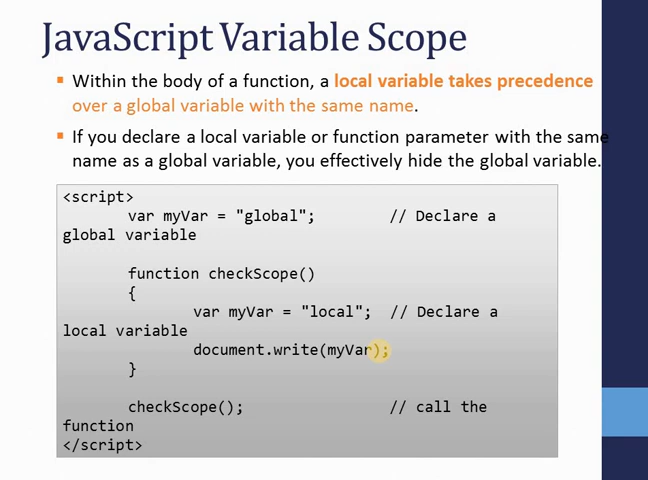 JavaScript Variable Scope
▪ Within the body of a function, a local variable takes precedence
over a global variable with the same name.
▪ If you declare a local variable or function parameter with the same
name as a global variable, you effectively hide the global variable.
<script>
var myVar = "global"; // Declare a
global variable
function checkScope()
{
var myVar = "local"; // Declare a
local variable
document.write(myVar);
}
checkScope(); // call the
function
</script>